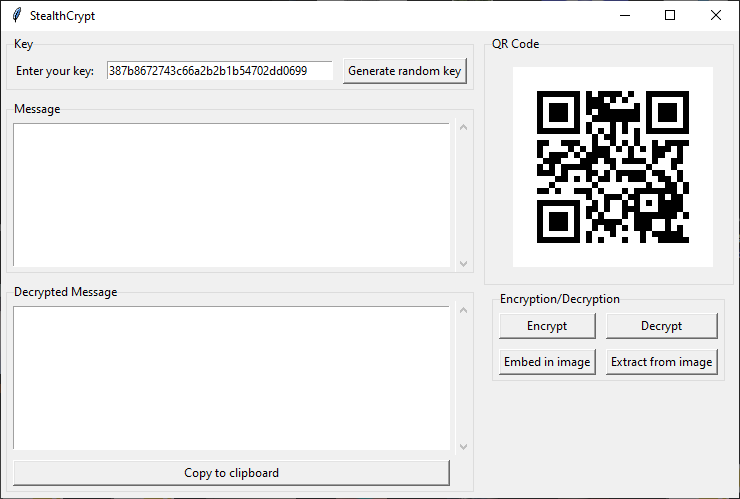 StealthCrypt
Key
Enter your key: 387b8672743c66a2b2b1b54702dd0699 Generate random key
Message
Decrypted Message
Copy to clipboard
QR Code
Encryption/Decryption
Encrypt Decrypt
Embed in image Extract from image